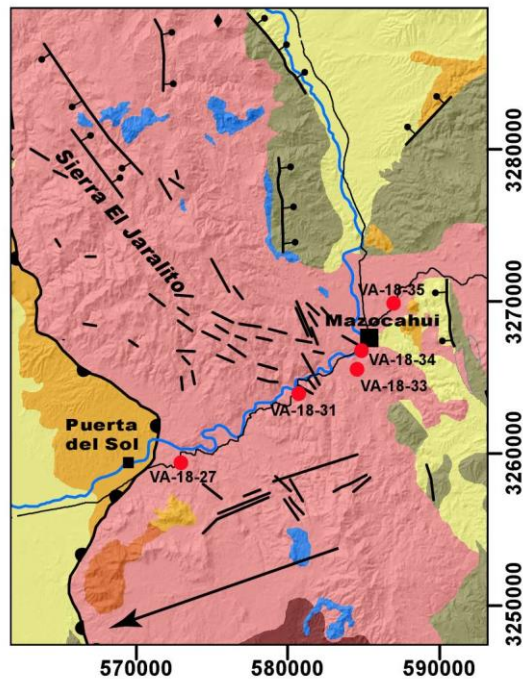 3280000
Sierra El Jaralito
VA-18-35
3270000
Mazocahui
VA-18-34
VA-18-33
VA-18-31
Puerta
del Sol
3260000
VA-18-27
3250000
570000 580000 590000